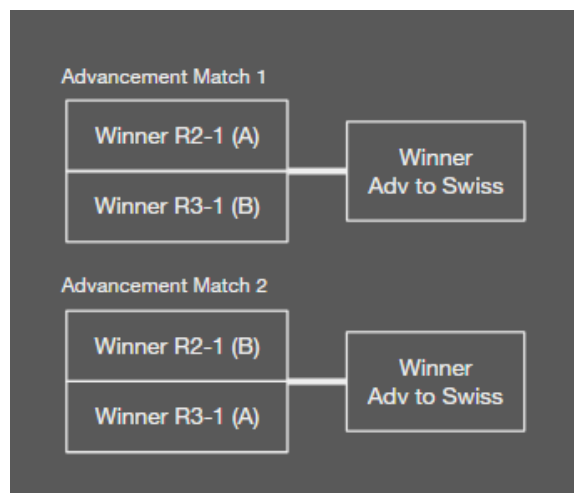 Advancement Match 1
Winner R2-1 (A)
Winner R3-1 (B)
Winner
Adv to Swiss
Advancement Match 2
Winner R2-1 (B)
Winner R3-1 (A)
Winner
Adv to Swiss